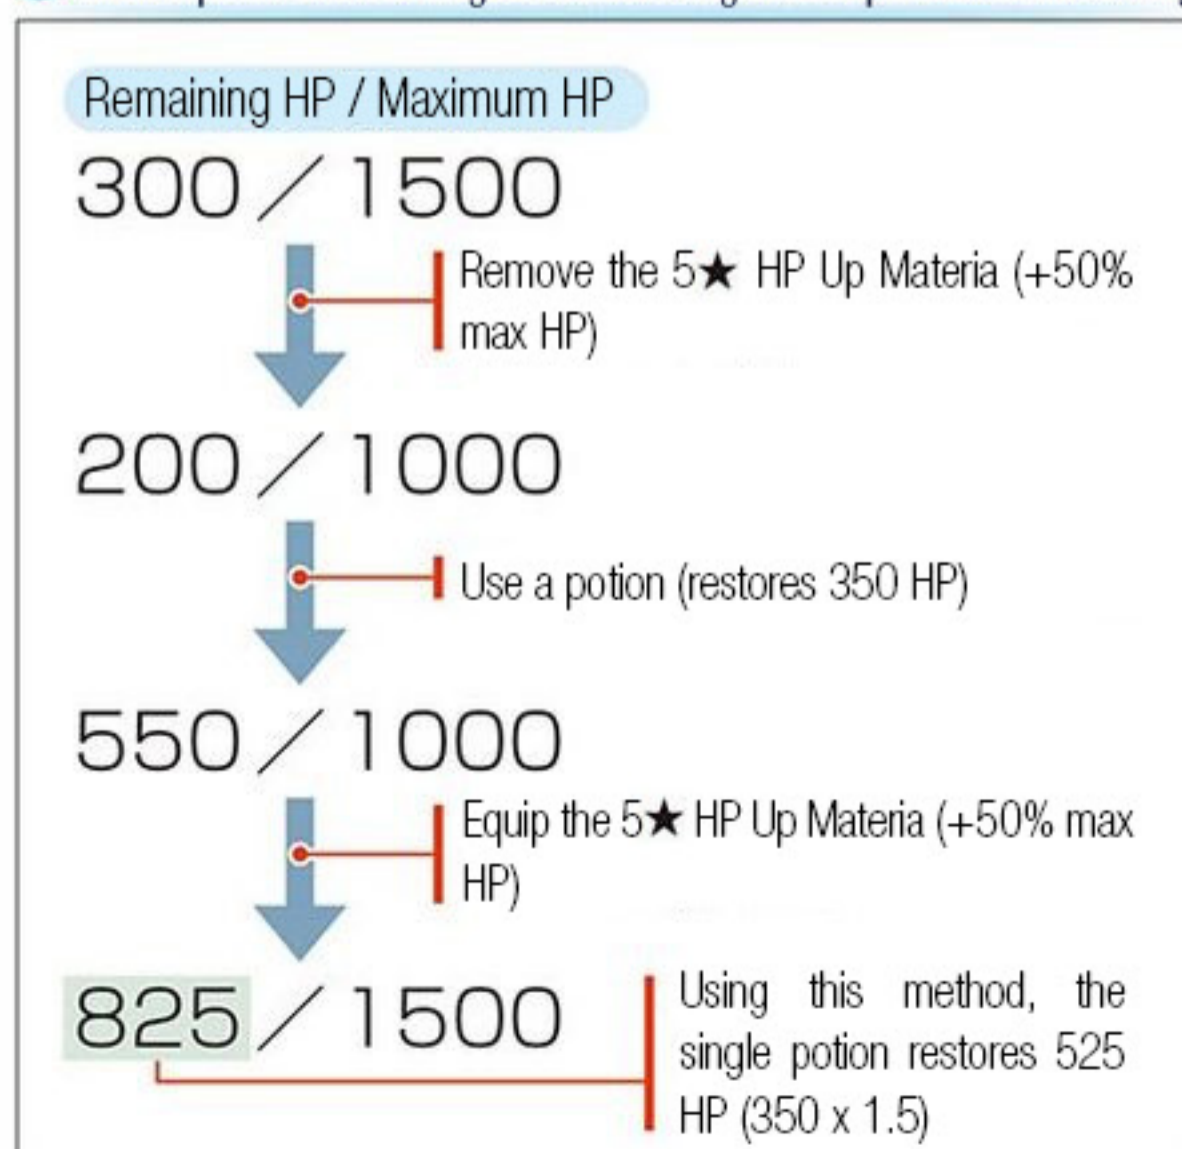 Remaining HP / Maximum HP
300／1500
Remove the 5★ HP Up Materia (+50%
max HP)
200／1000
Use a potion (restores 350 HP)
550／1000
Equip the 5★ HP Up Materia (+50% max
HP)
825／1500
Using this method, the
single potion restores 525
HP (350 x 1.5)